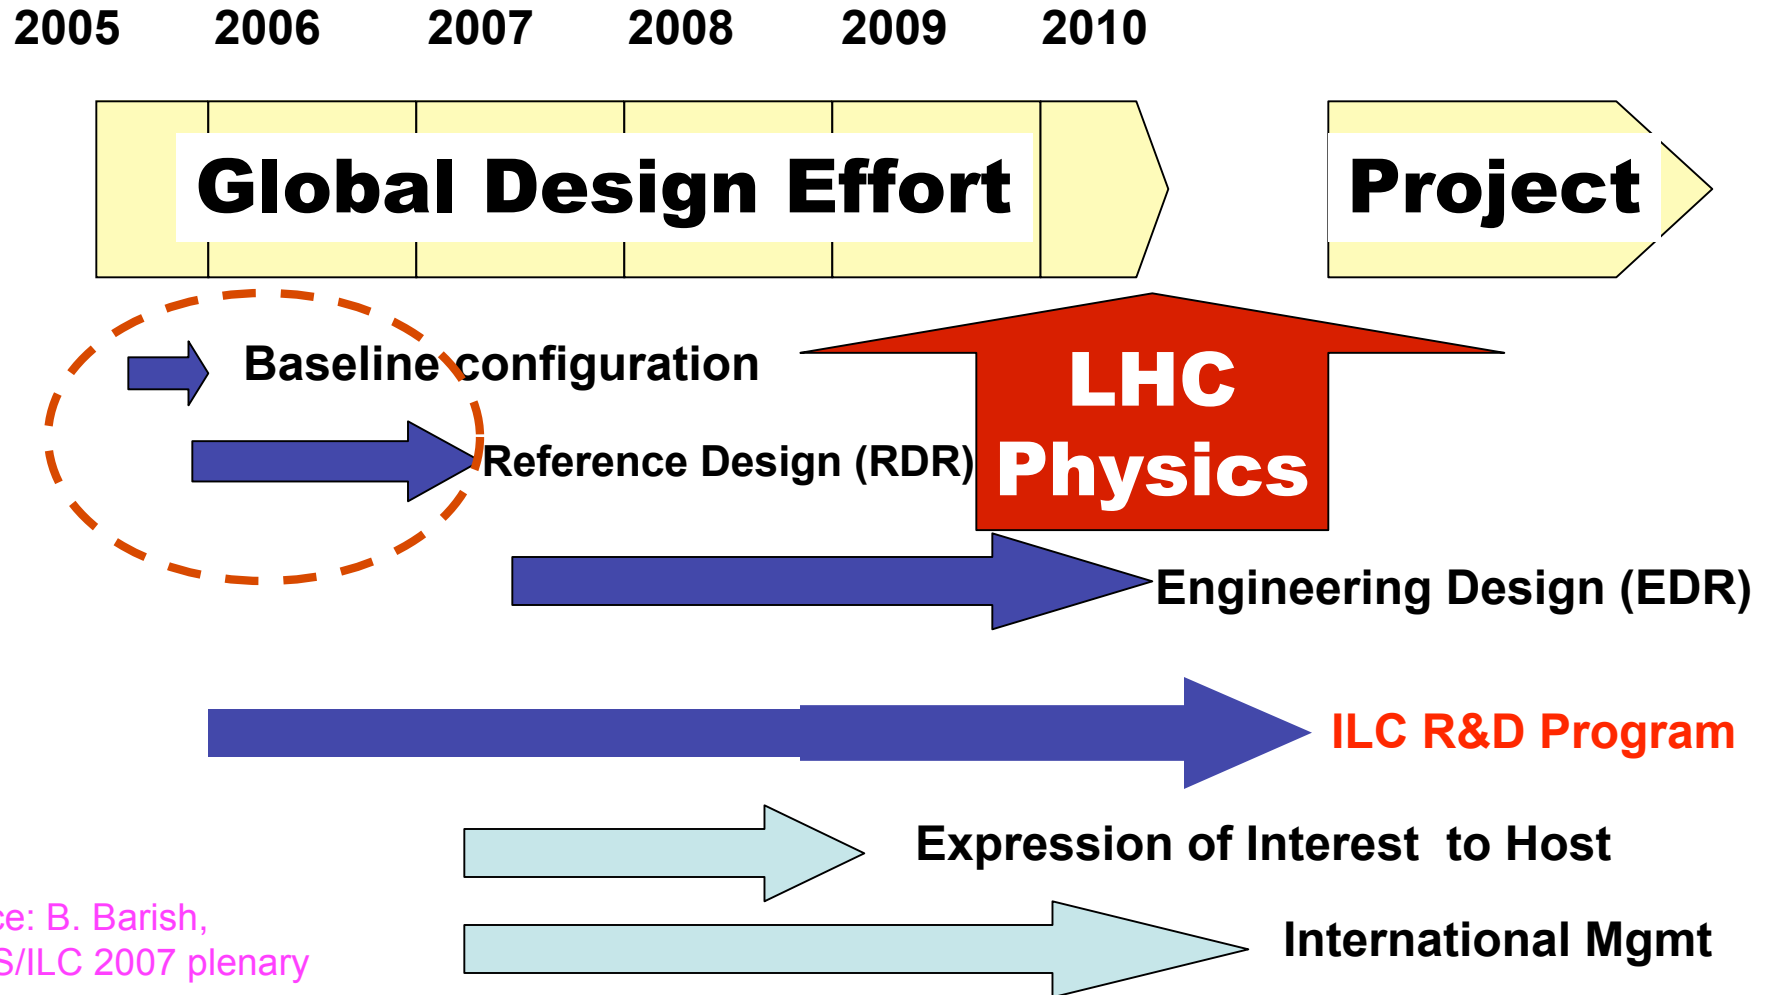 2005 2006 2007 2008 2009 2010
Global Design Effort
Project
Baseline configuration
LHC
Physics
Reference Design (RDR)
Engineering Design (EDR)
ILC R&D Program
Expression of Interest to Host
International Mgmt
B. Barish,
/ILC 2007 plenary